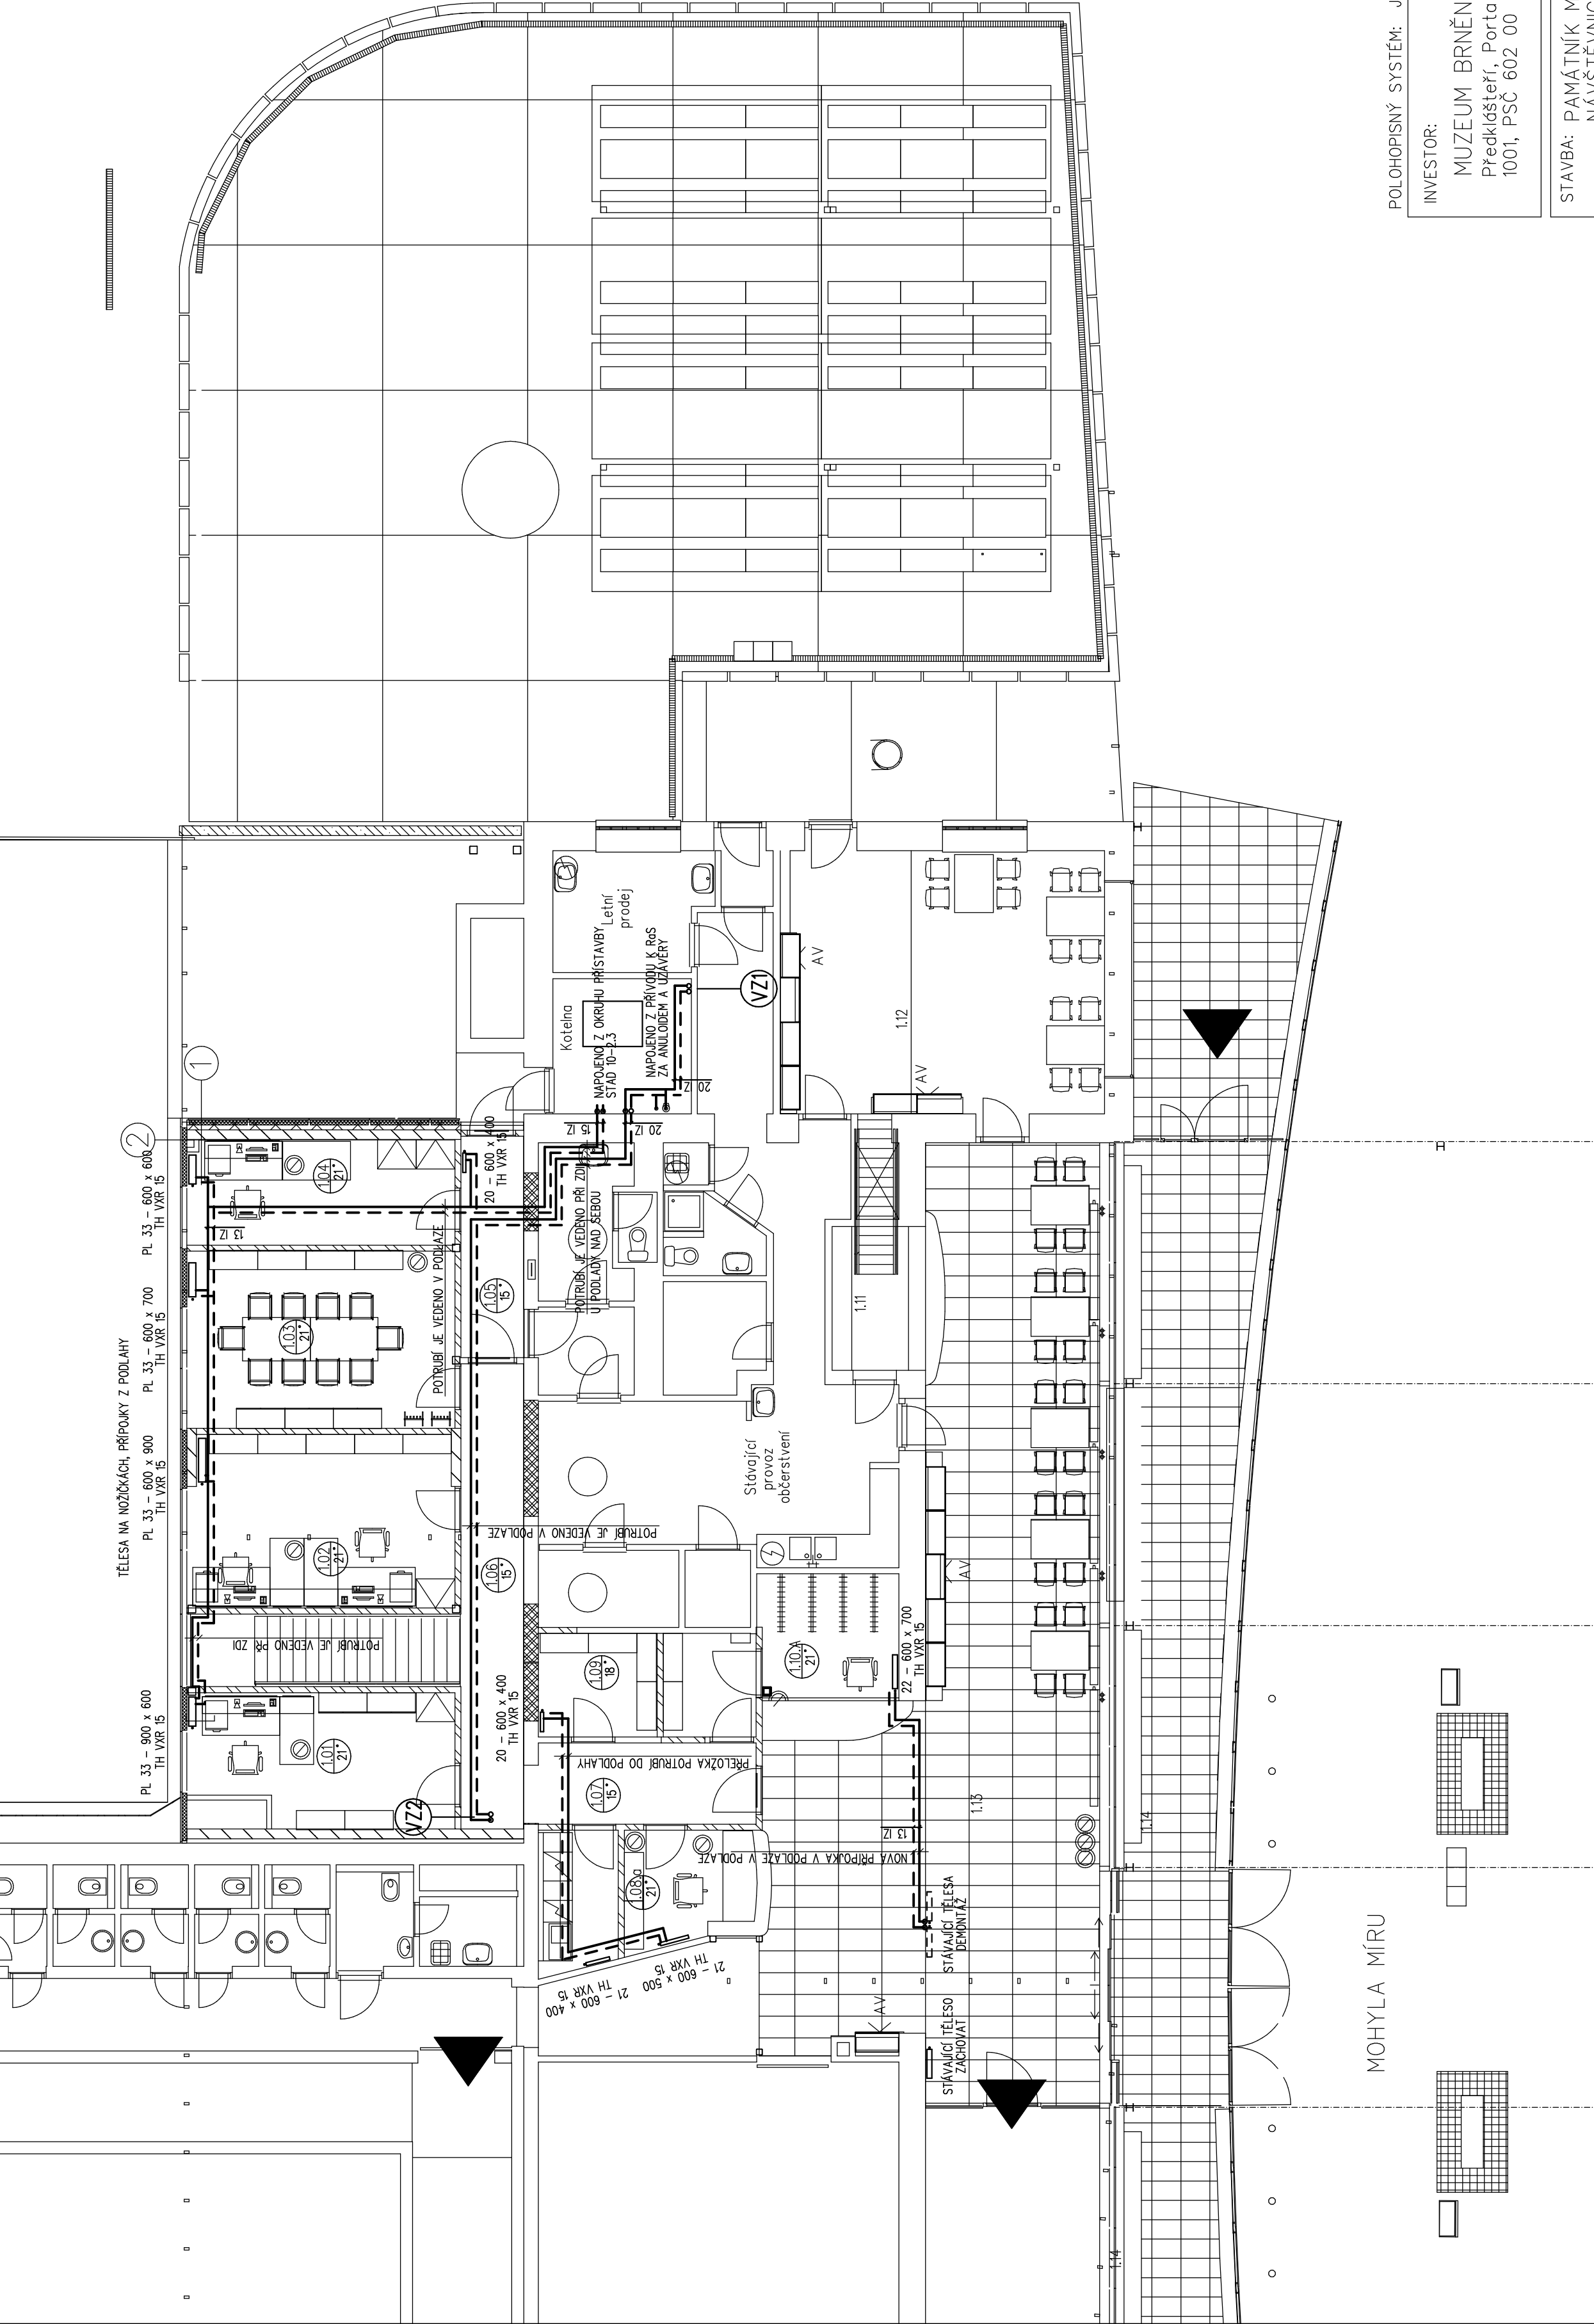 POLOHOPISNÝ SYSTÉM: J
INVESTOR:
MUZEUM BRNĚN
Předklášteří, Porta
1001, PSČ 602 00
STAVBA: PAMÁTNÍK M
NÁVŠTĚVNIC
TĚLESA NA NOŽIČKÁCH, PŘÍPOJKY Z PODLAHY
PL 33 – 900 x 600
TH VXR 15
PL 33 – 600 x 900
TH VXR 15
PL 33 – 600 x 700
TH VXR 15
PL 33 – 600 x 600
TH VXR 15
2
1
13 IZ
1.04
21°
1.03
21°
1.02
21°
1.01
21°
POTRUBÍ JE VEDENO PŘI ZDI
POTRUBÍ JE VEDENO V PODLAZE
20 – 600 x 400
TH VXR 15
1.05
15°
1.06
15°
POTRUBÍ JE VEDENO V PODLAZE
20 – 600 x 400
TH VXR 15
VZ2
POTRUBÍ JE VEDENO PŘI ZDI
U PODLADY NAD SEBOU
15 IZ
20 IZ
20 IZ
Kotelna
NAPOJENO Z OKRUHU PŘÍSTAVBY
STAD 10–2.3
NAPOJENO Z PŘÍVODU K RaS
ZA ANULOIDEM A UZÁVĚRY
Letní
prodej
VZ1
AV
1.12
AV
1.11
Stávající
provoz
občerstvení
1.09
18°
1.10.A
21°
22 – 600 x 700
TH VXR 15
AV
1.07
15°
PŘELOŽKA POTRUBÍ DO PODLAHY
1.08a
21°
21 – 600 x 500
TH VXR 15
21 – 600 x 400
TH VXR 15
NOVÁ PŘÍPOJKA V PODLAZE
13 IZ
1.13
STÁVAJÍCÍ TĚLESA
DEMONTÁŽ
STÁVAJÍCÍ TĚLESO
ZACHOVAT
AV
1.14
1.14
MOHYLA MÍRU